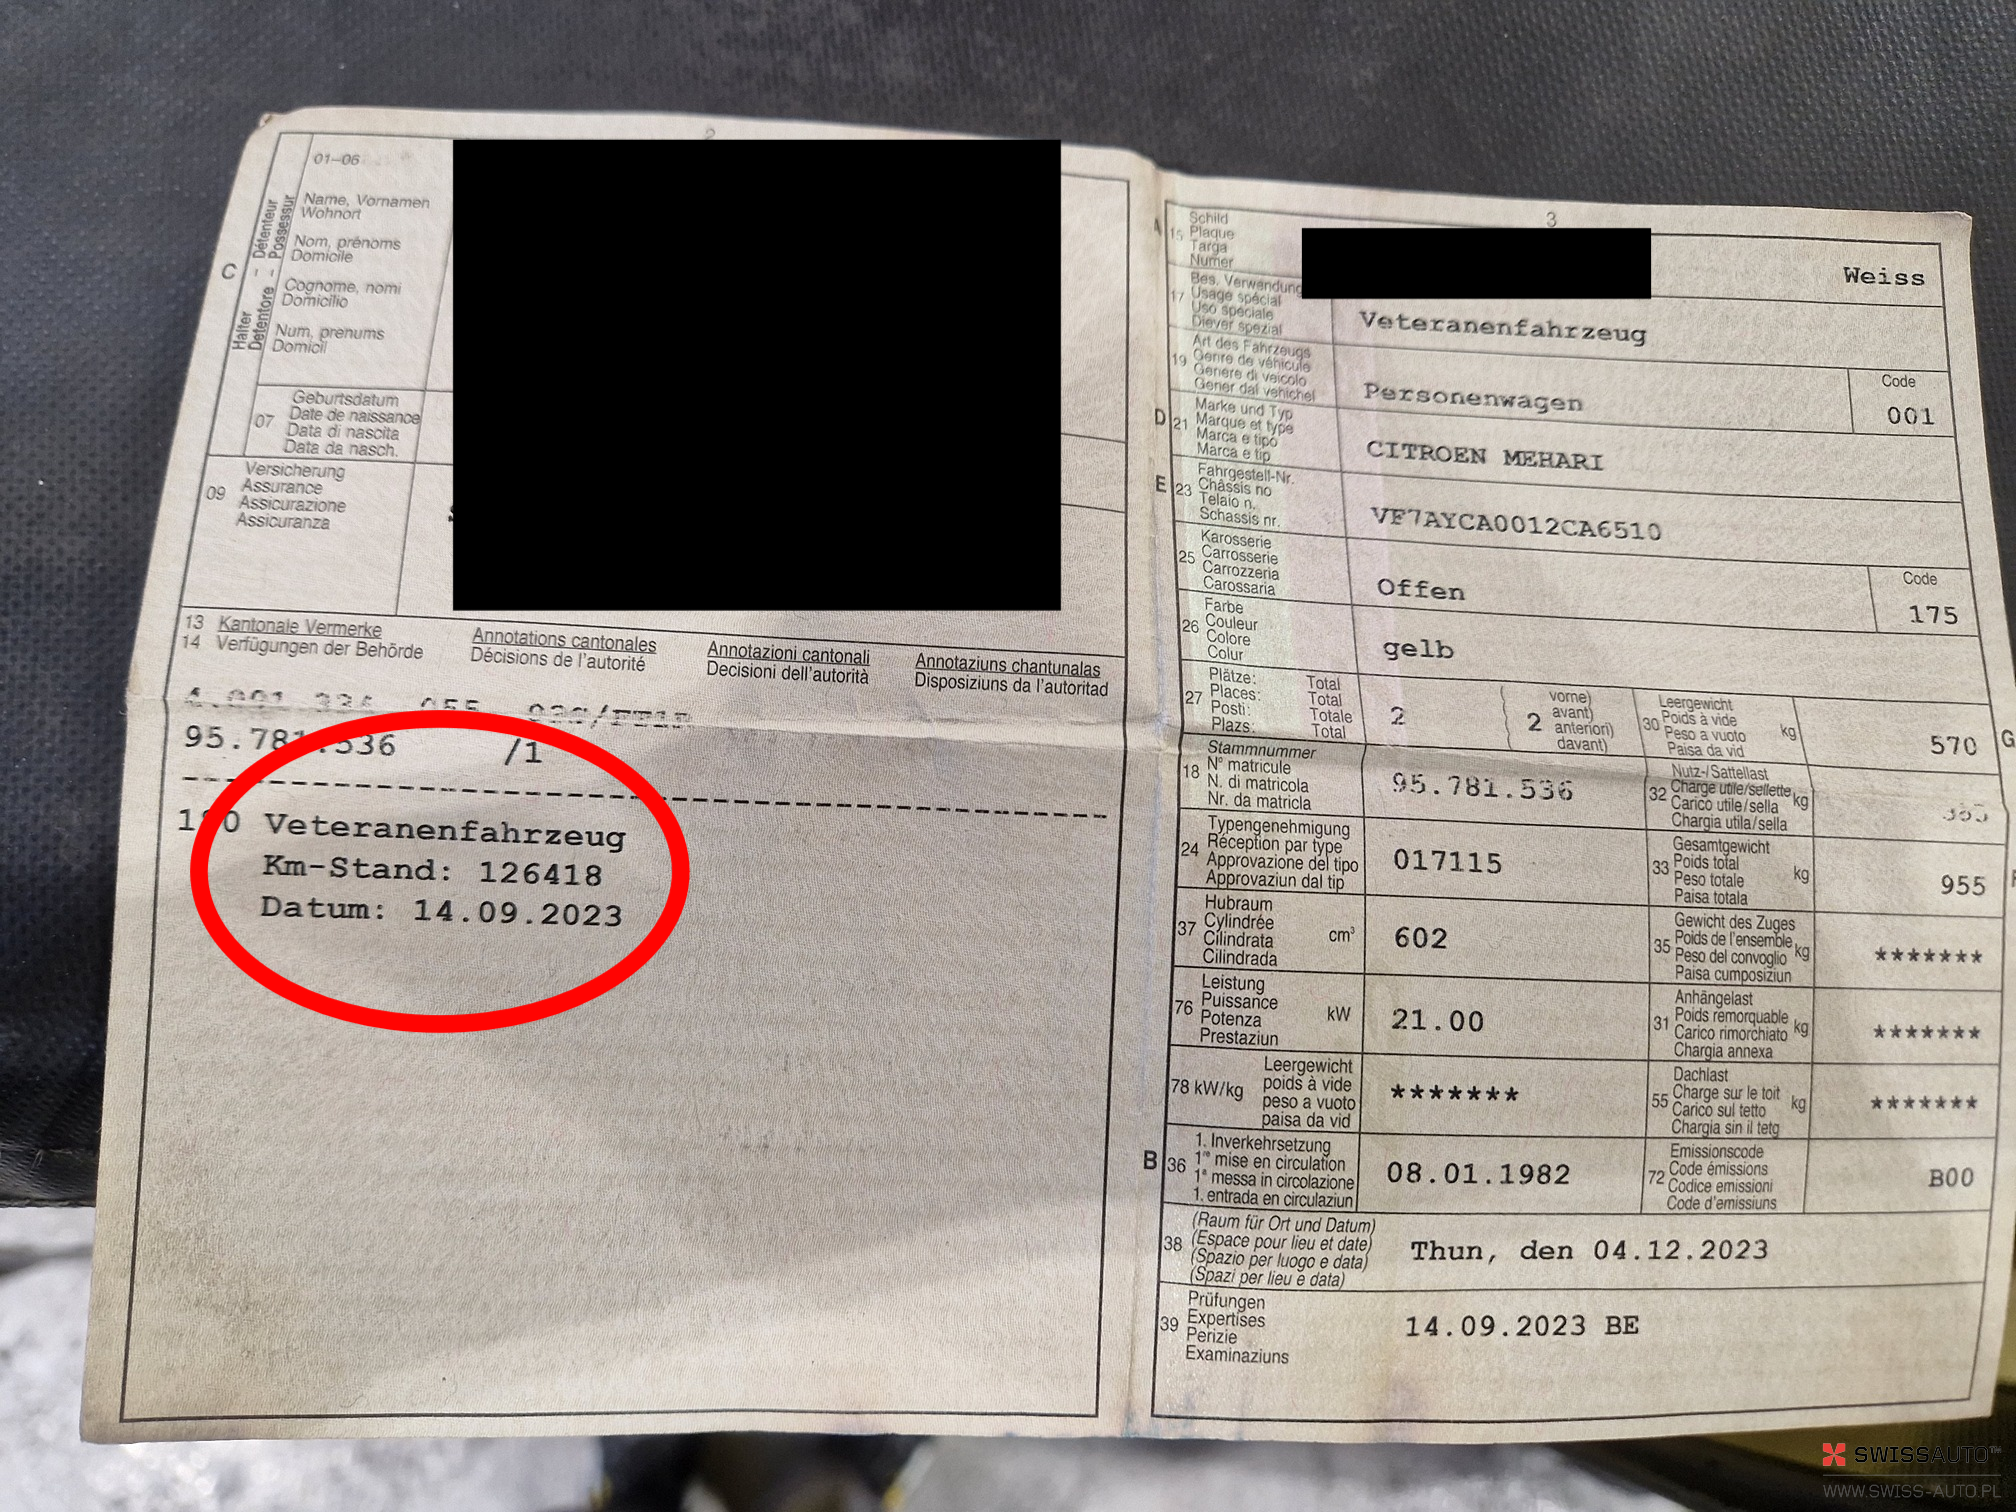 2
01–06
Name, Vornamen
Wohnort
Nom, prénoms
Domicile
Cognome, nomi
Domicilio
Num, prenums
Domicil
C
Halter – Détenteur
Detentore – Possessur
07
Geburtsdatum
Date de naissance
Data di nascita
Data da nasch.
09
Versicherung
Assurance
Assicurazione
Assicuranza
13 Kantonale Vermerke Annotations cantonales Annotazioni cantonali Annotaziuns chantunalas
14 Verfügungen der Behörde Décisions de l'autorité Decisioni dell'autorità Disposiziuns da l'autoritad
95.781.536 /1
180 Veteranenfahrzeug
Km-Stand: 126418
Datum: 14.09.2023
3
A
15
Schild
Plaque
Targa
Numer
Weiss
17
Bes. Verwendung
Usage spécial
Uso speciale
Diever spezial
Veteranenfahrzeug
19
Art des Fahrzeugs
Genre de véhicule
Genere di veicolo
Gener dal vehichel
Personenwagen
Code
001
D
21
Marke und Typ
Marque et type
Marca e tipo
Marca e tip
CITROEN MEHARI
E
23
Fahrgestell-Nr.
Châssis no
Telaio n.
Schassis nr.
VF7AYCA0012CA6510
25
Karosserie
Carrosserie
Carrozzeria
Carossaria
Offen
Code
175
26
Farbe
Couleur
Colore
Colur
gelb
27
Plätze: Total
Places: Total
Posti: Totale
Plazs: Total
2
2
vorne)
avant)
anteriori)
davant)
30
Leergewicht
Poids à vide
Peso a vuoto
Paisa da vid
kg
570
G
18
Stammnummer
N° matricule
N. di matricola
Nr. da matricla
95.781.536
32
Nutz-/Sattellast
Charge utile/sellette
Carico utile/sella
Chargia utila/sella
kg
24
Typengenehmigung
Réception par type
Approvazione del tipo
Approvaziun dal tip
017115
33
Gesamtgewicht
Poids total
Peso totale
Paisa totala
kg
955
37
Hubraum
Cylindrée
Cilindrata
Cilindrada
cm³
602
35
Gewicht des Zuges
Poids de l'ensemble
Peso del convoglio
Paisa cumposiziun
kg
*******
76
Leistung
Puissance
Potenza
Prestaziun
kW
21.00
31
Anhängelast
Poids remorquable
Carico rimorchiato
Chargia annexa
kg
*******
78 kW/kg
Leergewicht
poids à vide
peso a vuoto
paisa da vid
*******
55
Dachlast
Charge sur le toit
Carico sul tetto
Chargia sin il tetg
kg
*******
B
36
1. Inverkehrsetzung
1re mise en circulation
1a messa in circolazione
1. entrada en circulaziun
08.01.1982
72
Emissionscode
Code émissions
Codice emissioni
Code d'emissiuns
B00
38
(Raum für Ort und Datum)
(Espace pour lieu et date)
(Spazio per luogo e data)
(Spazi per lieu e data)
Thun, den 04.12.2023
39
Prüfungen
Expertises
Perizie
Examinaziuns
14.09.2023 BE
SWISSAUTO™
WWW.SWISS-AUTO.PL